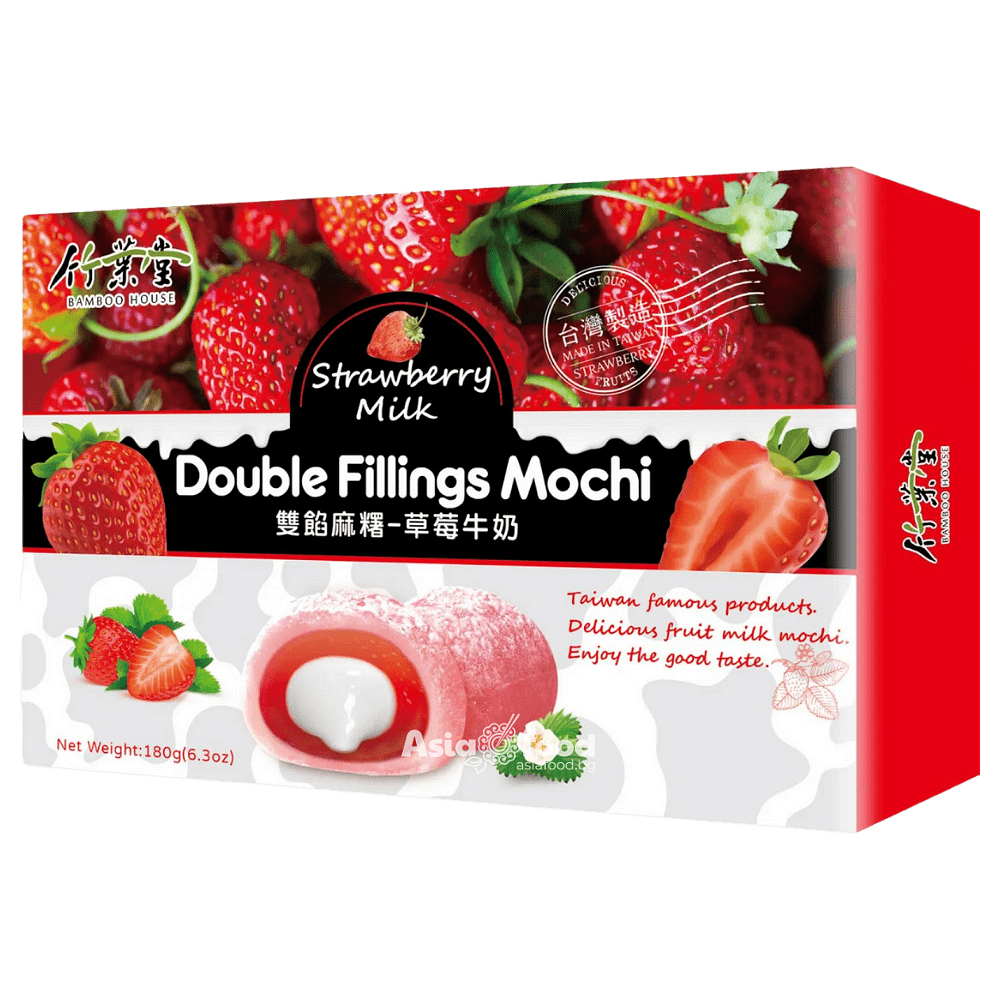 竹葉堂
BAMBOO HOUSE
DELICIOUS
台灣製造
MADE IN TAIWAN
STRAWBERRY
FRUITS
Strawberry
Milk
Double Fillings Mochi
雙餡麻糬-草莓牛奶
Taiwan famous products.
Delicious fruit milk mochi.
Enjoy the good taste.
Net Weight:180g(6.3oz)
Asia food
asiafood.bg
竹葉堂
BAMBOO HOUSE